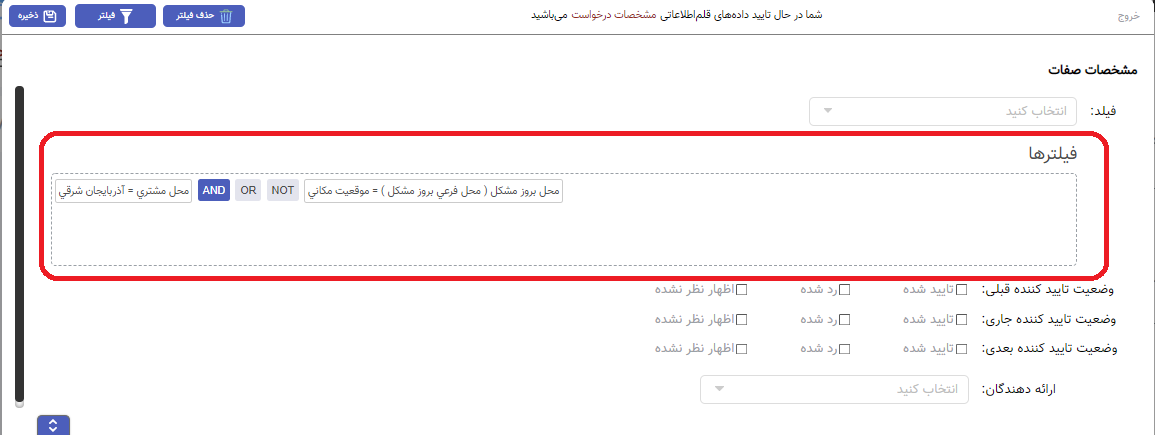 خروج شما در حال تایید داده‌های قلم‌اطلاعاتی مشخصات درخواست می‌باشید حذف فیلتر فیلتر ذخیره
مشخصات صفات
فیلد: انتخاب کنید
فیلترها
محل مشتري = آذربايجان شرقي AND OR NOT محل بروز مشکل ( محل فرعي بروز مشکل ) = موقعيت مکاني
وضعیت تایید کننده قبلی: تایید شده رد شده اظهار نظر نشده
وضعیت تایید کننده جاری: تایید شده رد شده اظهار نظر نشده
وضعیت تایید کننده بعدی: تایید شده رد شده اظهار نظر نشده
ارائه دهندگان: انتخاب کنید